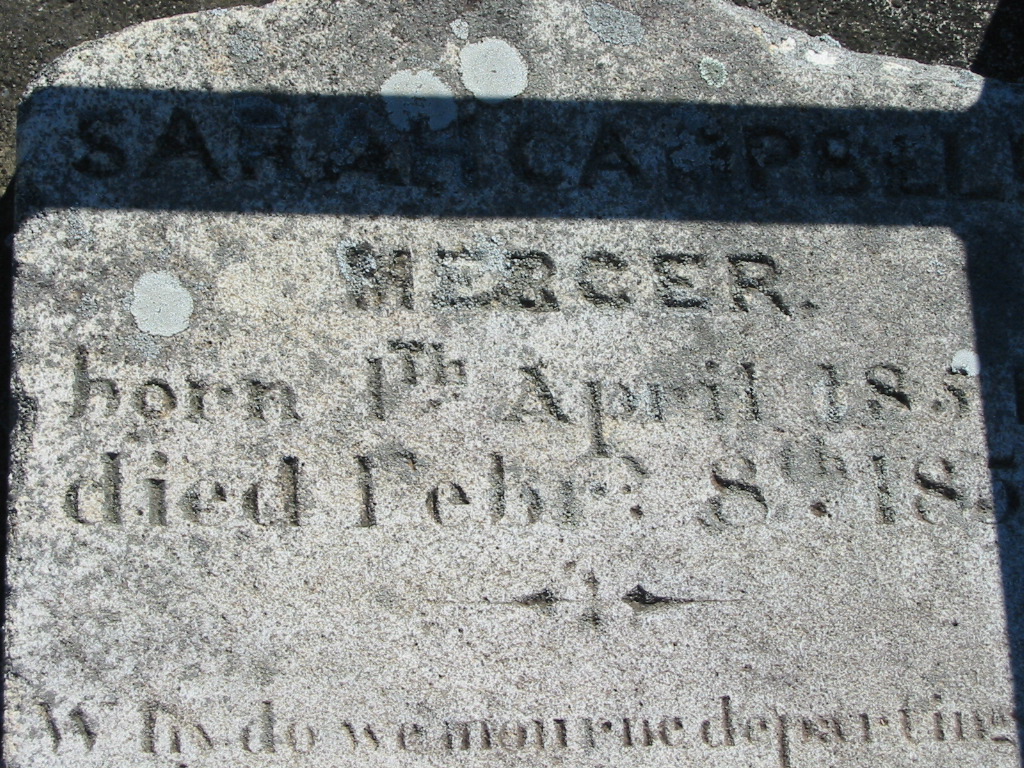 SARAH CAMPBELL
MERCER.
born 1Th April 185
died Febr: 8th. 185
Why do we mourne departing